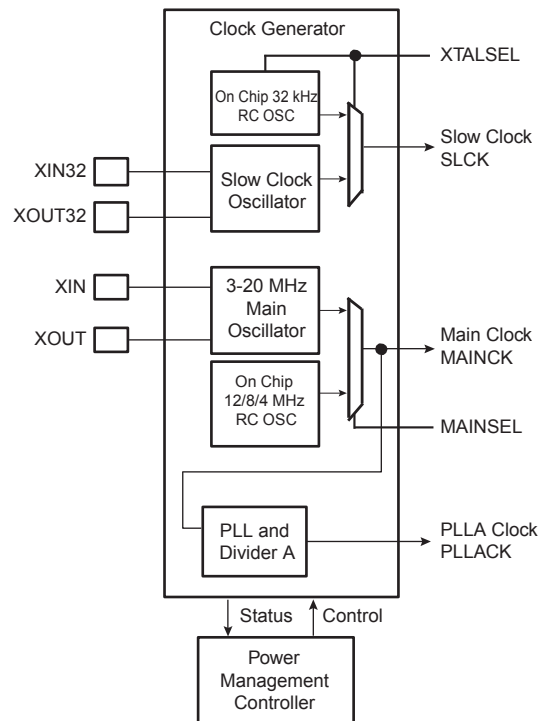 Clock Generator
XTALSEL
On Chip 32 kHz
RC OSC
Slow Clock
SLCK
XIN32
Slow Clock
Oscillator
XOUT32
XIN
3-20 MHz
Main
Oscillator
XOUT
Main Clock
MAINCK
On Chip
12/8/4 MHz
RC OSC
MAINSEL
PLL and
Divider A
PLLA Clock
PLLACK
Status
Control
Power
Management
Controller